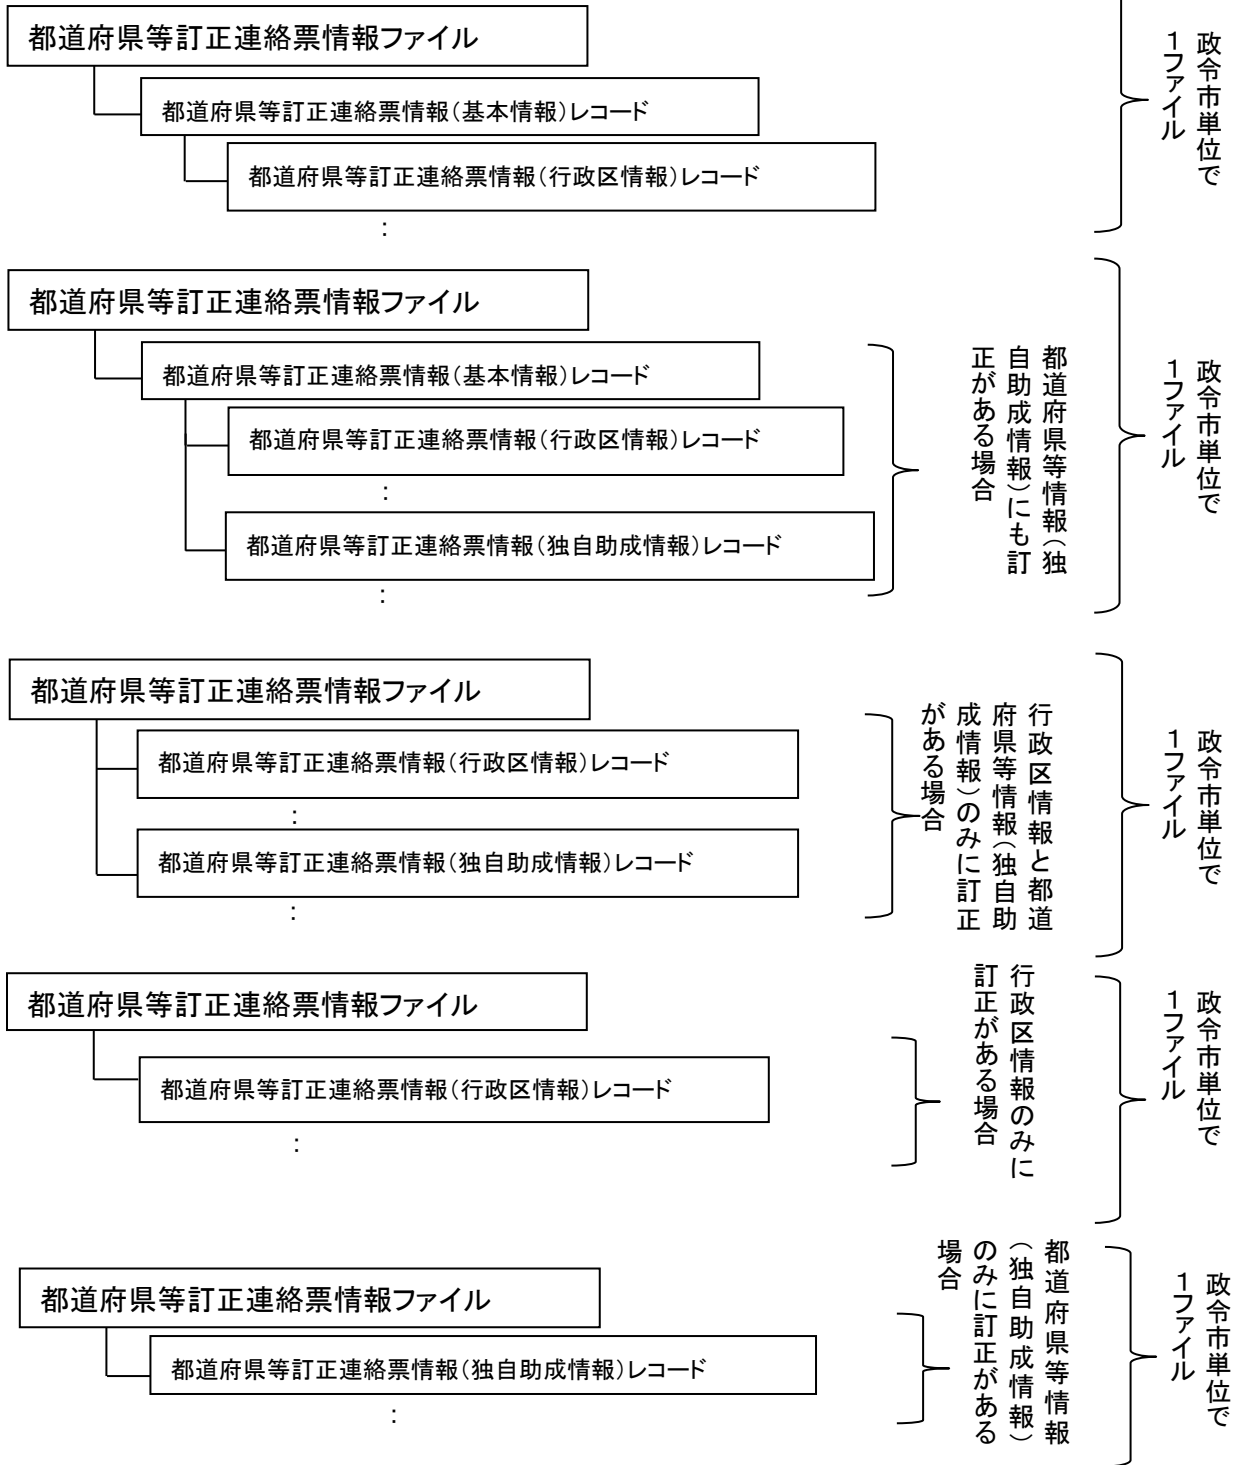 都道府県等訂正連絡票情報ファイル
都道府県等訂正連絡票情報(基本情報)レコード
都道府県等訂正連絡票情報(行政区情報)レコード
:
政令市単位で
1ファイル
都道府県等訂正連絡票情報ファイル
都道府県等訂正連絡票情報(基本情報)レコード
都道府県等訂正連絡票情報(行政区情報)レコード
:
都道府県等訂正連絡票情報(独自助成情報)レコード
:
都道府県等情報(独
自助成情報)にも訂
正がある場合
政令市単位で
1ファイル
都道府県等訂正連絡票情報ファイル
都道府県等訂正連絡票情報(行政区情報)レコード
:
都道府県等訂正連絡票情報(独自助成情報)レコード
:
行政区情報と都道
府県等情報(独自助
成情報)のみに訂正
がある場合
政令市単位で
1ファイル
都道府県等訂正連絡票情報ファイル
都道府県等訂正連絡票情報(行政区情報)レコード
:
行政区情報のみに
訂正がある場合
政令市単位で
1ファイル
都道府県等訂正連絡票情報ファイル
都道府県等訂正連絡票情報(独自助成情報)レコード
:
都道府県等情報
(独自助成情報)
のみに訂正がある
場合
政令市単位で
1ファイル